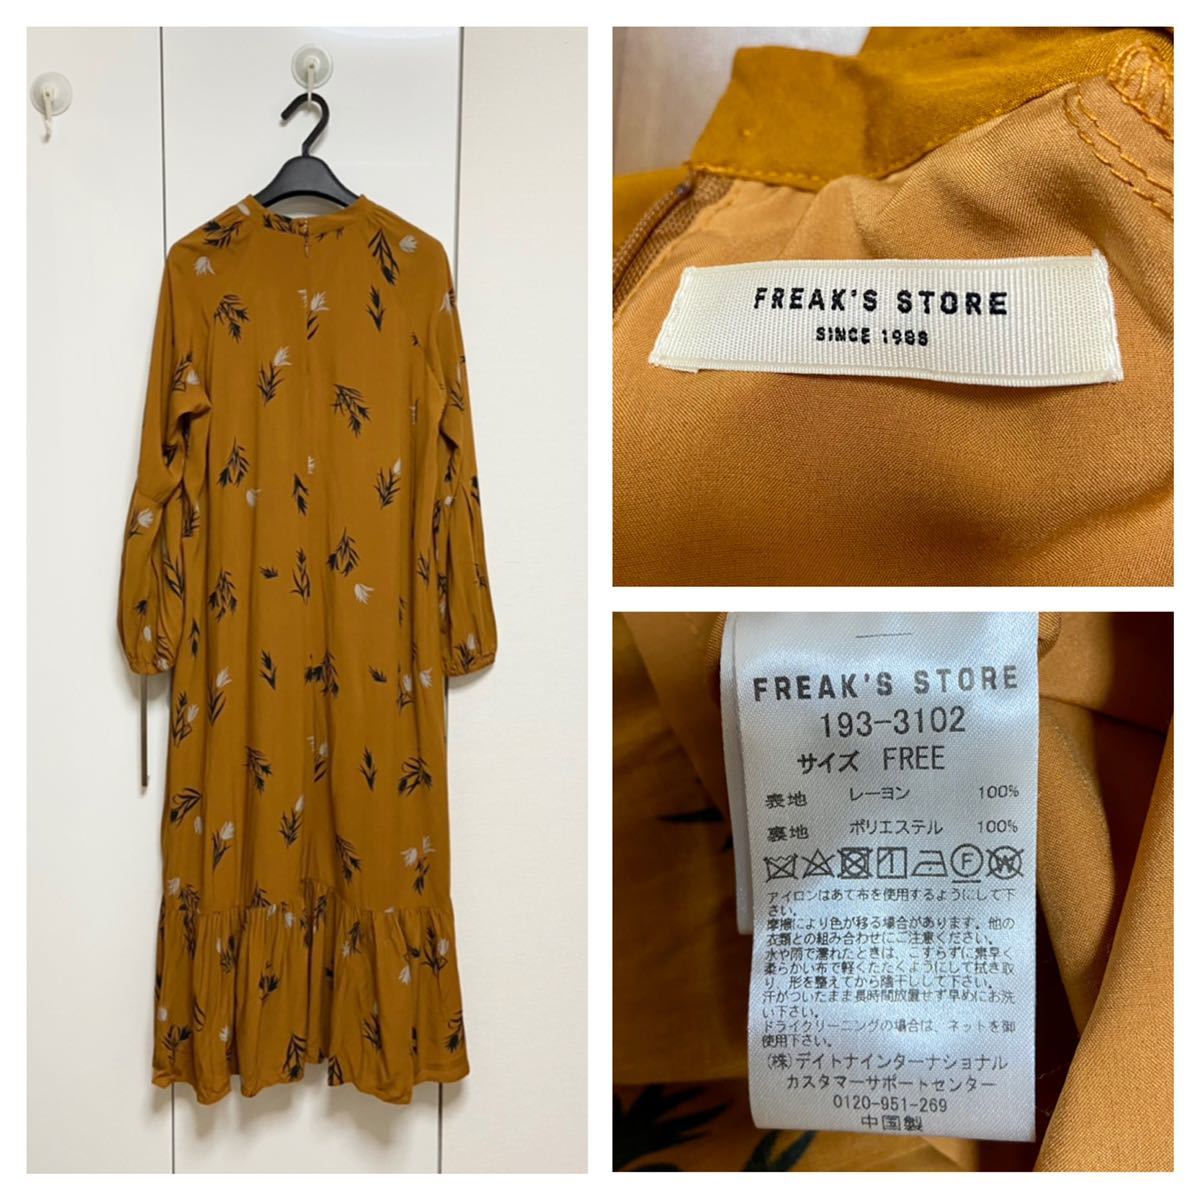 FREAK'S STORE
SINCE 1988
FREAK'S STORE
193-3102
サイズ FREE
表地 レーヨン 100%
裏地 ポリエステル 100%
アイロンはあて布を使用するようにして下
さい。
摩擦により色が移る場合があります。他の
衣類との組み合わせにご注意ください。
水や雨で濡れたときは、こすらずに素早く
柔らかい布で軽くたたくようにして拭き取
り、形を整えてから陰干しして下さい。
汗がついたまま長時間放置せず早めにお洗
い下さい。
ドライクリーニングの場合は、ネットを御
使用下さい。
(株)デイトナインターナショナル
カスタマーサポートセンター
0120-951-269
中国製